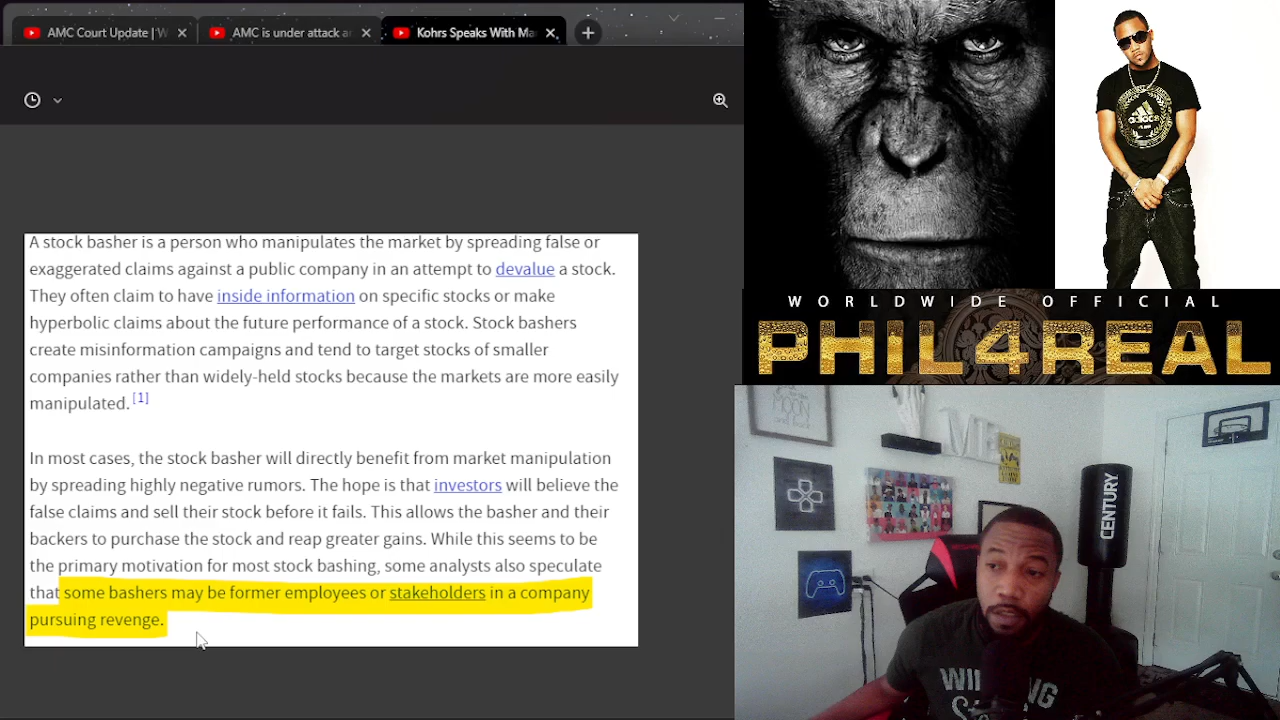 AMC Court Update | W
AMC is under attack a
Kohrs Speaks With Ma
A stock basher is a person who manipulates the market by spreading false or
exaggerated claims against a public company in an attempt to devalue a stock.
They often claim to have inside information on specific stocks or make
hyperbolic claims about the future performance of a stock. Stock bashers
create misinformation campaigns and tend to target stocks of smaller
companies rather than widely-held stocks because the markets are more easily
manipulated. [1]
In most cases, the stock basher will directly benefit from market manipulation
by spreading highly negative rumors. The hope is that investors will believe the
false claims and sell their stock before it fails. This allows the basher and their
backers to purchase the stock and reap greater gains. While this seems to be
the primary motivation for most stock bashing, some analysts also speculate
that some bashers may be former employees or stakeholders in a company
pursuing revenge.
adidas
WORLDWIDE OFFICIAL
PHIL4REAL
MOON
ME
CENTURY